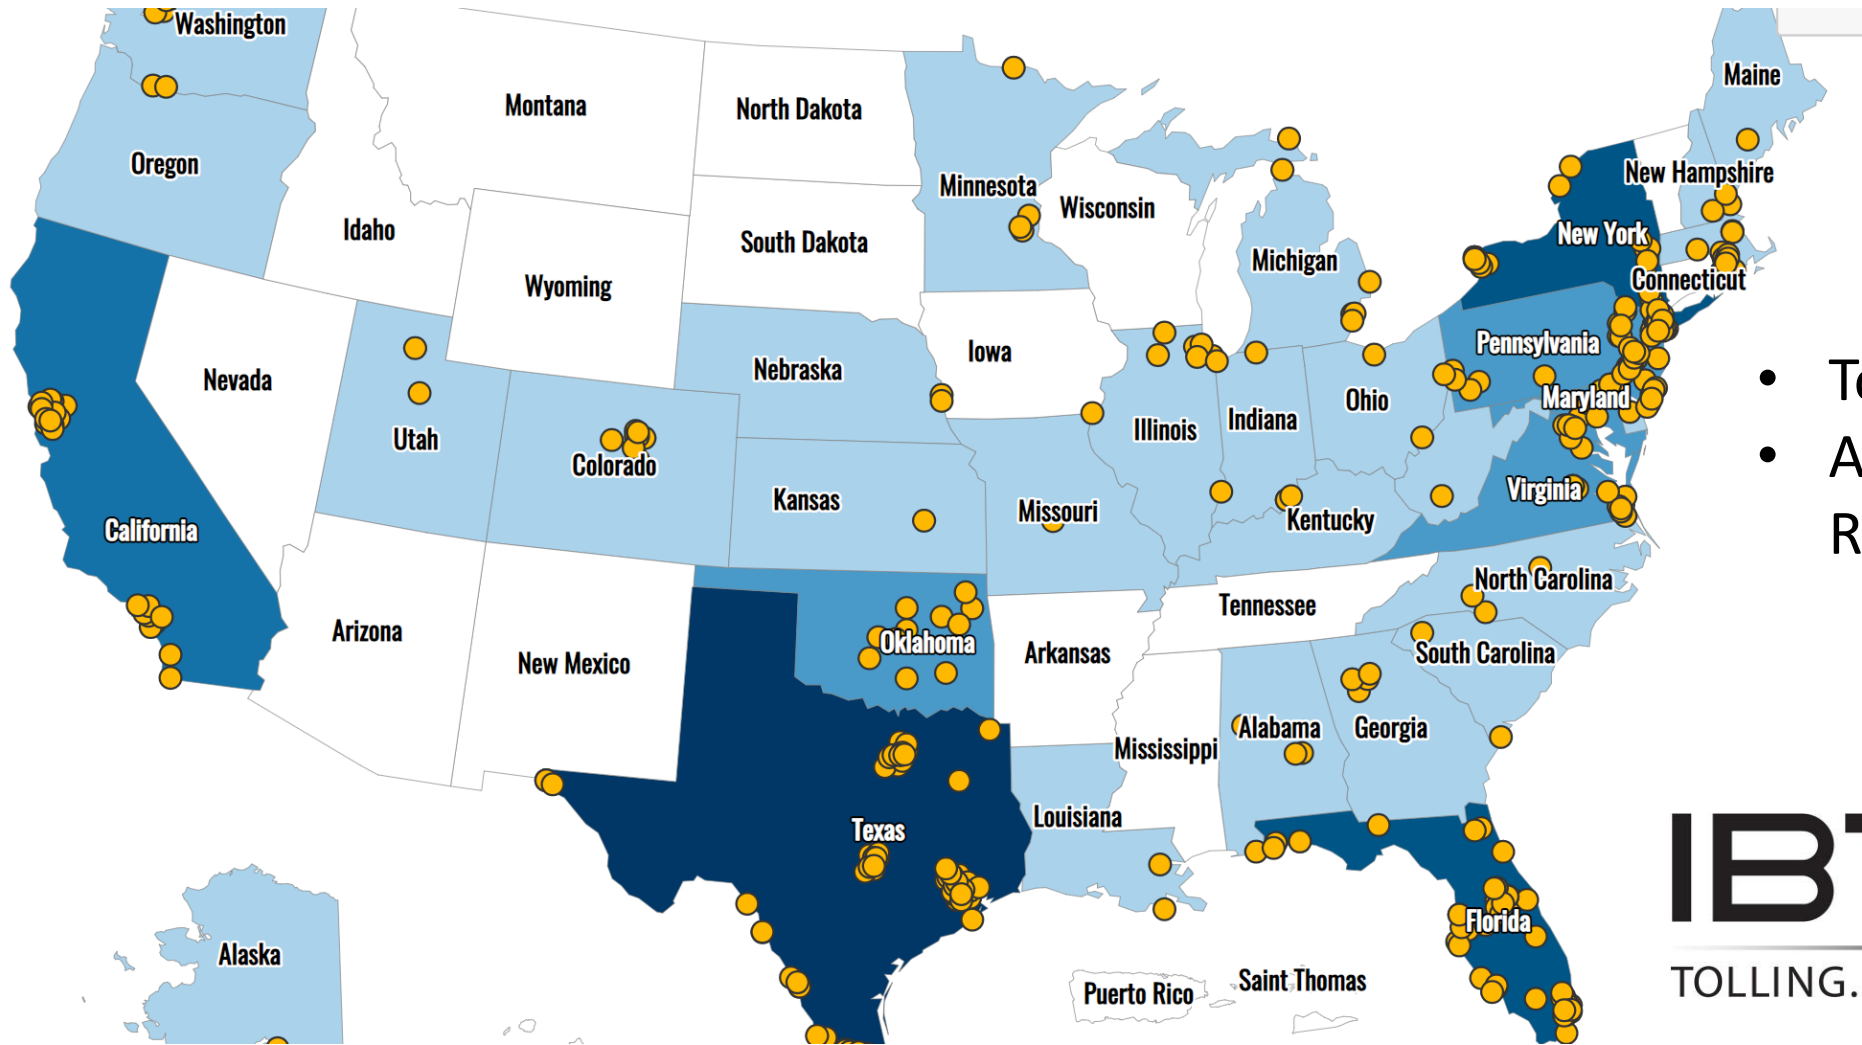 Washington
Maine
Montana
North Dakota
Oregon
New Hampshire
Minnesota
Wisconsin
Idaho
South Dakota
New York
Michigan
Connecticut
Wyoming
Pennsylvania
Iowa
Nebraska
Nevada
Maryland
Ohio
Indiana
Illinois
Utah
Colorado
Virginia
Kansas
Missouri
Kentucky
California
North Carolina
Tennessee
Arizona
Oklahoma
Arkansas
South Carolina
New Mexico
Alabama
Georgia
Mississippi
Louisiana
Texas
Florida
Alaska
Saint Thomas
Puerto Rico
• 
• A
R
IB
TOLLING.